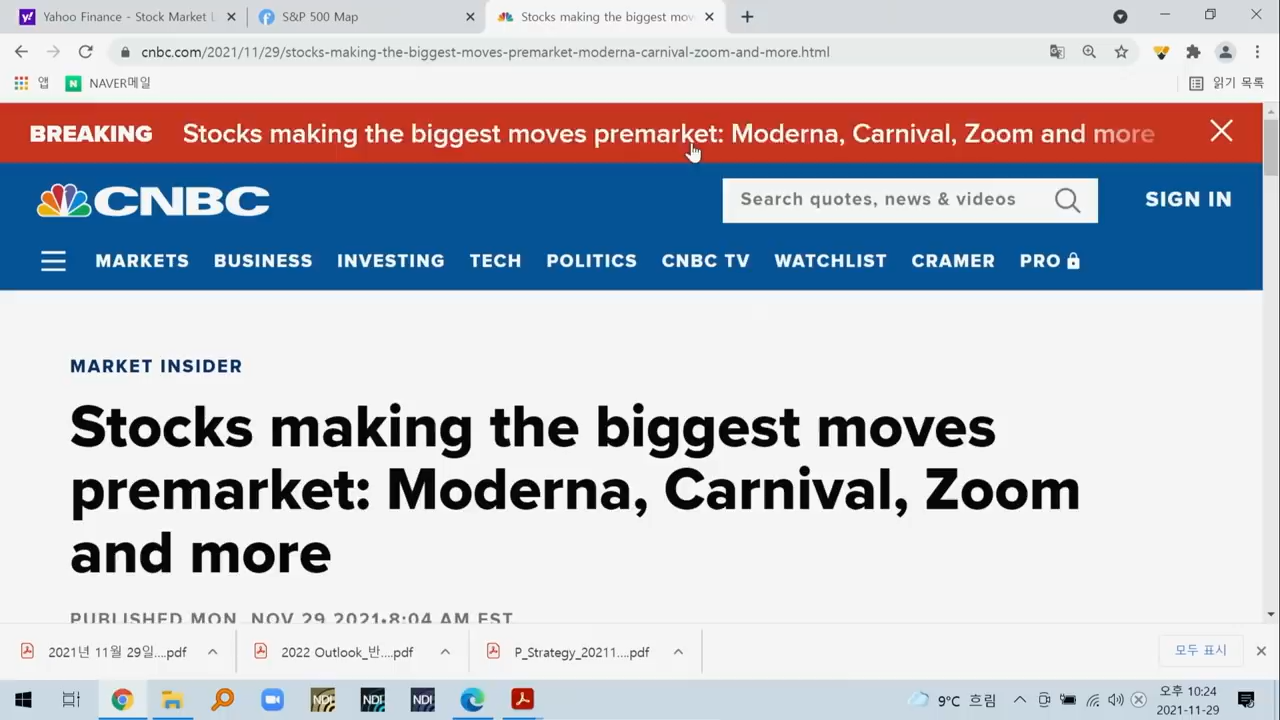 Yahoo Finance - Stock Market L
S&P 500 Map
Stocks making the biggest mov
cnbc.com/2021/11/29/stocks-making-the-biggest-moves-premarket-moderna-carnival-zoom-and-more.html
앱
NAVER메일
읽기 목록
BREAKING Stocks making the biggest moves premarket: Moderna, Carnival, Zoom and more
CNBC
Search quotes, news & videos
SIGN IN
MARKETS BUSINESS INVESTING TECH POLITICS CNBC TV WATCHLIST CRAMER PRO
MARKET INSIDER
Stocks making the biggest moves
premarket: Moderna, Carnival, Zoom
and more
PUBLISHED MON, NOV 29 2021•8:04 AM EST
2021년 11월 29일....pdf
2022 Outlook_반....pdf
P_Strategy_20211....pdf
모두 표시
NDI NDI NDI
9°C 흐림
오후 10:24
2021-11-29